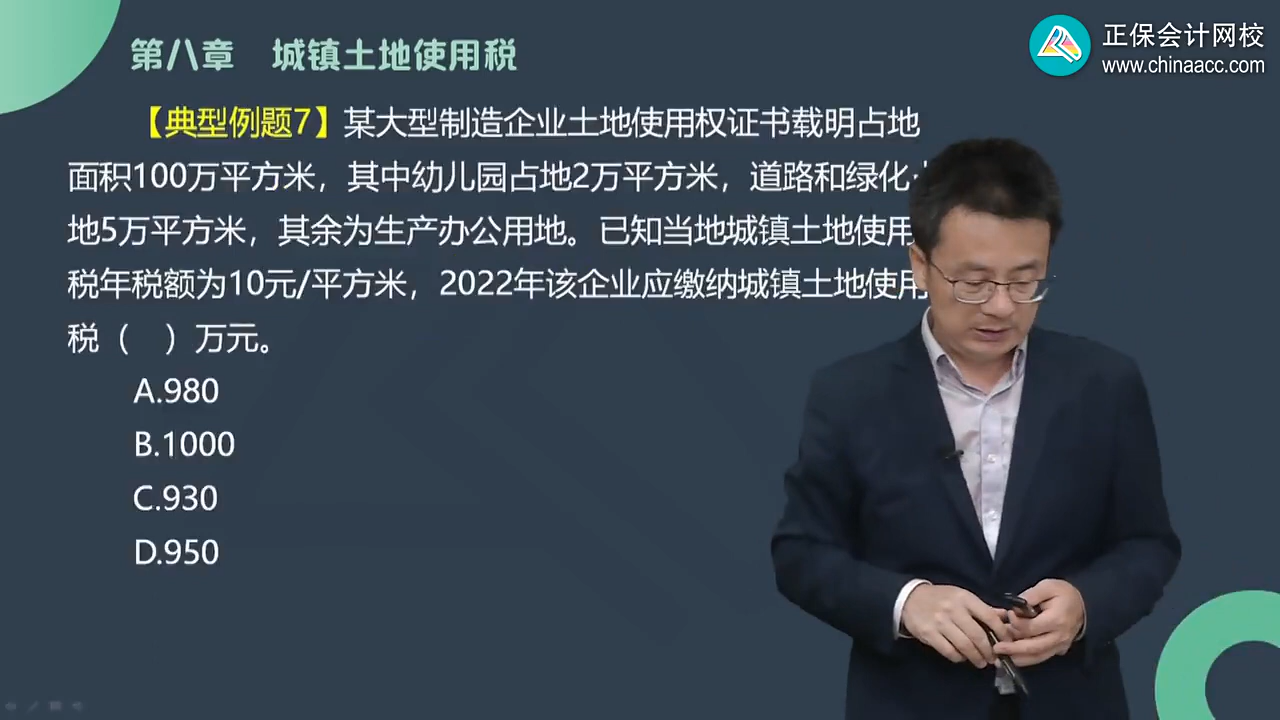 第八章 城镇土地使用税
正保会计网校
www.chinaacc.com
【典型例题7】某大型制造企业土地使用权证书载明占地
面积100万平方米，其中幼儿园占地2万平方米，道路和绿化
地5万平方米，其余为生产办公用地。已知当地城镇土地使用
税年税额为10元/平方米，2022年该企业应缴纳城镇土地使用
税（ ）万元。
A.980
B.1000
C.930
D.950